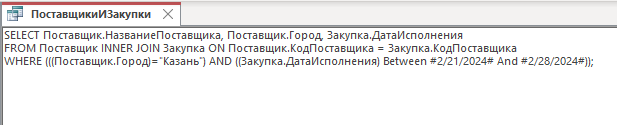 ПоставщикиИЗакупки
SELECT Поставщик.НазваниеПоставщика, Поставщик.Город, Закупка.ДатаИсполнения
FROM Поставщик INNER JOIN Закупка ON Поставщик.КодПоставщика = Закупка.КодПоставщика
WHERE (((Поставщик.Город)="Казань") AND ((Закупка.ДатаИсполнения) Between #2/21/2024# And #2/28/2024#));